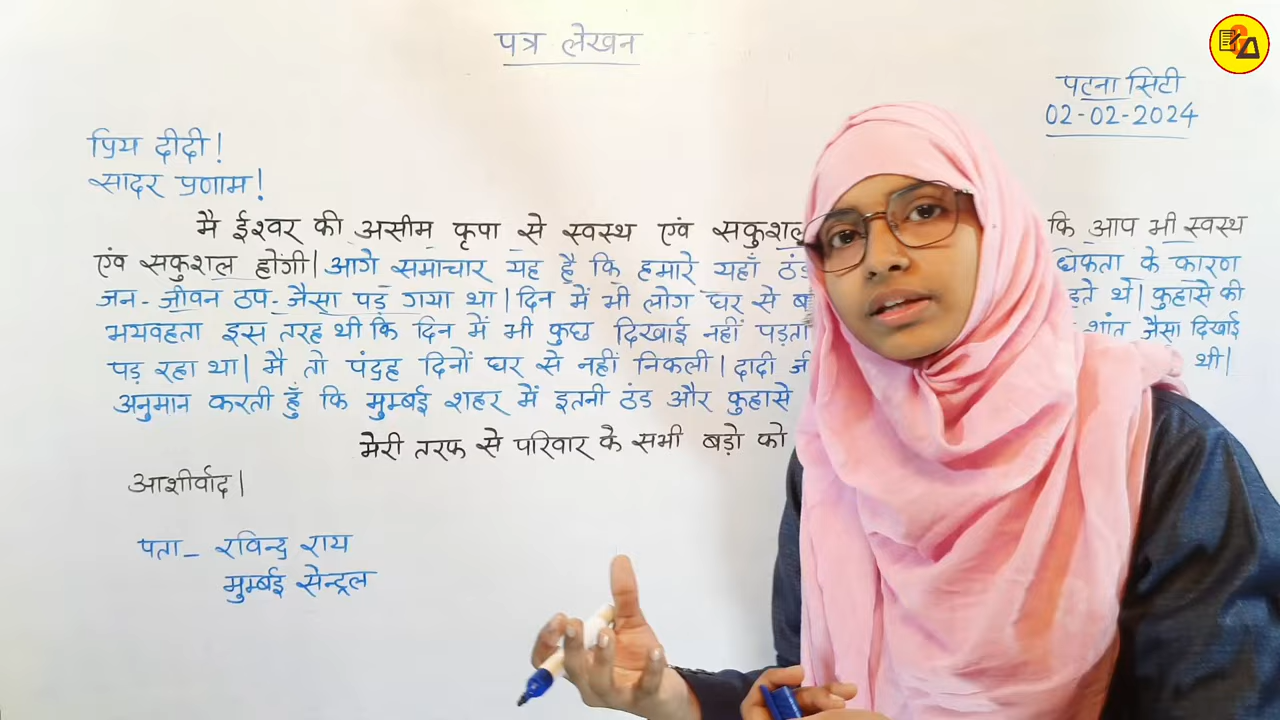 पत्र लेखन
पटना सिटी
02-02-2024
प्रिय दीदी!
सादर प्रणाम!
मै ईश्वर की असीम कृपा से स्वस्थ एंव सकुशल कि आप भी स्वस्थ
एंव सकुशल होंगी। आगे समाचार यह है कि हमारे यहाँ ठंड के कारण
जन-जीवन ठप-जैसा पड़ गया था। दिन में भी लोग घर से थे। कुहासे की
भयवहता इस तरह थी कि दिन में भी कुछ दिखाई नहीं पड़ता शांत जैसा दिखाई
पड़ रहा था। मै तो पंद्रह दिनों घर से नहीं निकली। दादी जी थी।
अनुमान करती हुँ कि मुम्बई शहर में इतनी ठंड और कुहासे
मेरी तरफ से परिवार के सभी बड़ो को
आशीर्वाद।
पता- रविन्द्र राय
मुम्बई सेन्ट्रल